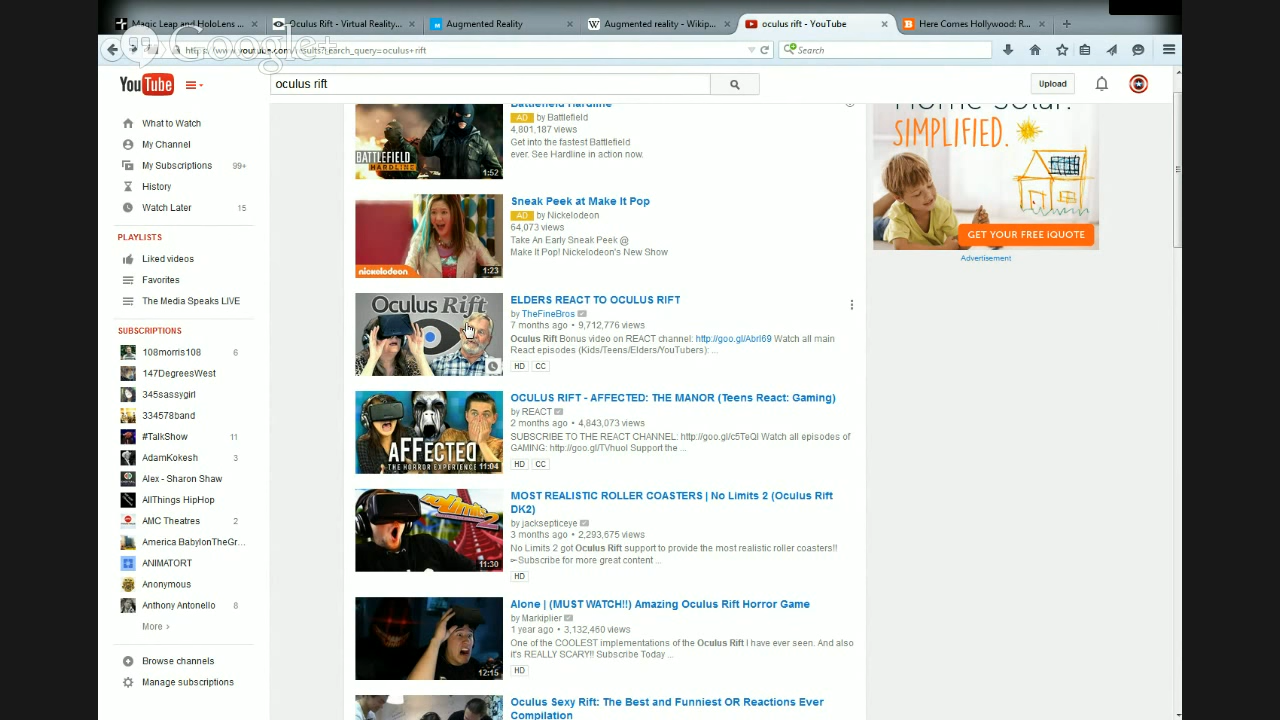 Magic Leap and HoloLens
Oculus Rift - Virtual Reality...
Augmented Reality
Augmented reality - Wikip...
oculus rift - YouTube
Here Comes Hollywood: R...
Google+
youtube.com/results?search_query=oculus+rift
Search
YouTube
oculus rift
Upload
What to Watch
My Channel
My Subscriptions 99+
History
Watch Later 15
PLAYLISTS
Liked videos
Favorites
The Media Speaks LIVE
SUBSCRIPTIONS
108morris108 6
147DegreesWest
345sassygirl
334578band
#TalkShow 11
AdamKokesh 3
Alex - Sharon Shaw
AllThings HipHop
AMC Theatres 2
America BabylonTheGr...
ANIMATORT
Anonymous
Anthony Antonello 8
More ›
Browse channels
Manage subscriptions
Battlefield Hardline
AD by Battlefield
4,801,187 views
Get into the fastest Battlefield
ever. See Hardline in action now.
BATTLEFIELD
HARDLINE
1:52
Sneak Peek at Make It Pop
AD by Nickelodeon
64,073 views
Take An Early Sneak Peek @
Make It Pop! Nickelodeon's New Show
nickelodeon
1:23
Oculus Rift
ELDERS REACT TO OCULUS RIFT
by TheFineBros
7 months ago • 9,712,776 views
Oculus Rift Bonus video on REACT channel: http://goo.gl/AbrI69 Watch all main
React episodes (Kids/Teens/Elders/YouTubers): ...
HD CC
AFFECTED
THE HORROR EXPERIENCE
11:04
OCULUS RIFT - AFFECTED: THE MANOR (Teens React: Gaming)
by REACT
2 months ago • 4,843,073 views
SUBSCRIBE TO THE REACT CHANNEL: http://goo.gl/c5TeQl Watch all episodes of
GAMING: http://goo.gl/TVhuoI Support the ...
HD CC
noLimits 2
11:30
MOST REALISTIC ROLLER COASTERS | No Limits 2 (Oculus Rift
DK2)
by jacksepticeye
3 months ago • 2,293,675 views
No Limits 2 got Oculus Rift support to provide the most realistic roller coasters!!
►Subscribe for more great content ...
HD
12:15
Alone | (MUST WATCH!!) Amazing Oculus Rift Horror Game
by Markiplier
1 year ago • 3,132,460 views
One of the COOLEST implementations of the Oculus Rift I have ever seen. And also
it's REALLY SCARY!! Subscribe Today ...
HD
Oculus Sexy Rift: The Best and Funniest OR Reactions Ever
Compilation
Home Solar.
SIMPLIFIED.
GET YOUR FREE iQUOTE
Advertisement